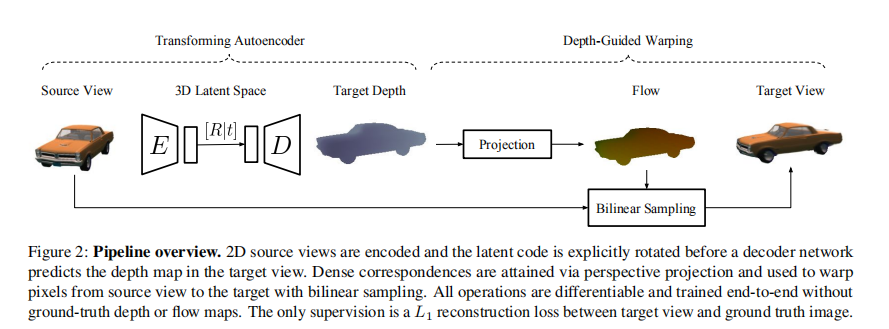 Transforming Autoencoder Depth-Guided Warping
Source View 3D Latent Space Target Depth Flow Target View
E [R|t] D
Projection
Bilinear Sampling
Figure 2: Pipeline overview. 2D source views are encoded and the latent code is explicitly rotated before a decoder network
predicts the depth map in the target view. Dense correspondences are attained via perspective projection and used to warp
pixels from source view to the target with bilinear sampling. All operations are differentiable and trained end-to-end without
ground-truth depth or flow maps. The only supervision is a L₁ reconstruction loss between target view and ground truth image.